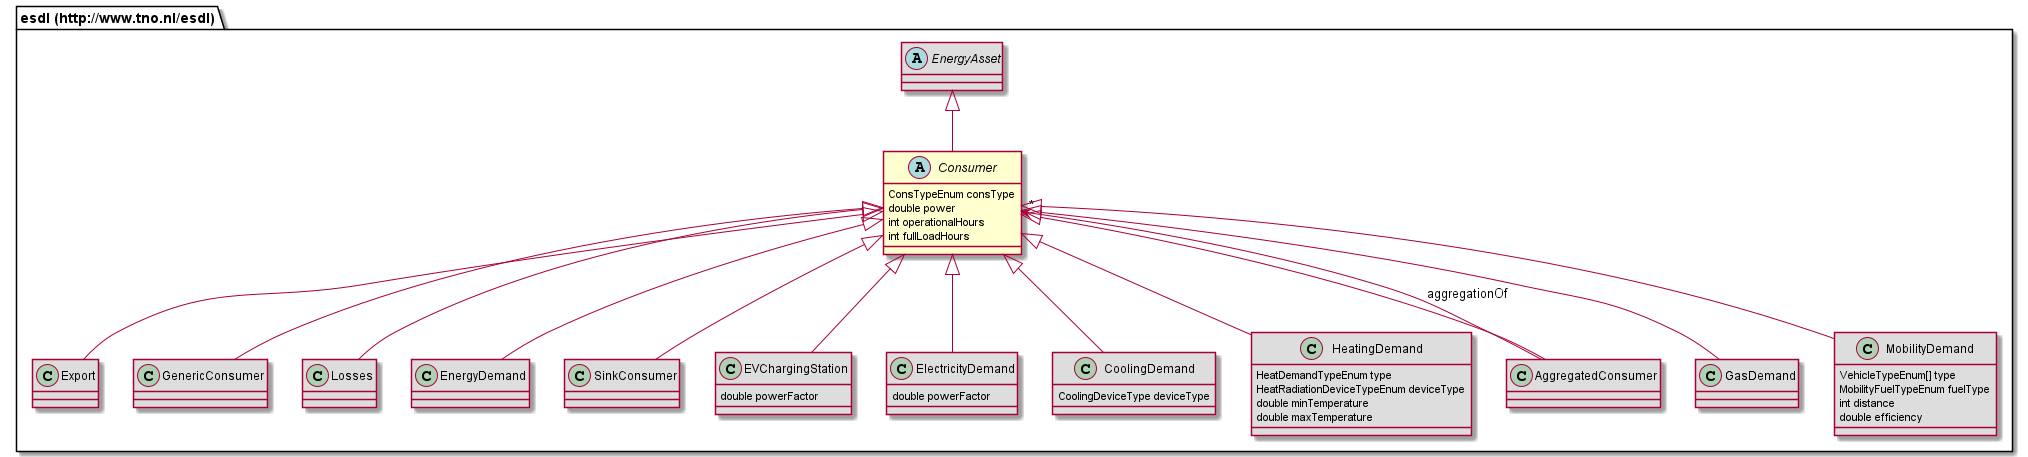 esdl (http://www.tno.nl/esdl)
A EnergyAsset
A Consumer
ConsTypeEnum consType
double power
int operationalHours
int fullLoadHours
*
aggregationOf
C Export
C GenericConsumer
C Losses
C EnergyDemand
C SinkConsumer
C EVChargingStation
double powerFactor
C ElectricityDemand
double powerFactor
C CoolingDemand
CoolingDeviceType deviceType
C HeatingDemand
HeatDemandTypeEnum type
HeatRadiationDeviceTypeEnum deviceType
double minTemperature
double maxTemperature
C AggregatedConsumer
C GasDemand
C MobilityDemand
VehicleTypeEnum[] type
MobilityFuelTypeEnum fuelType
int distance
double efficiency